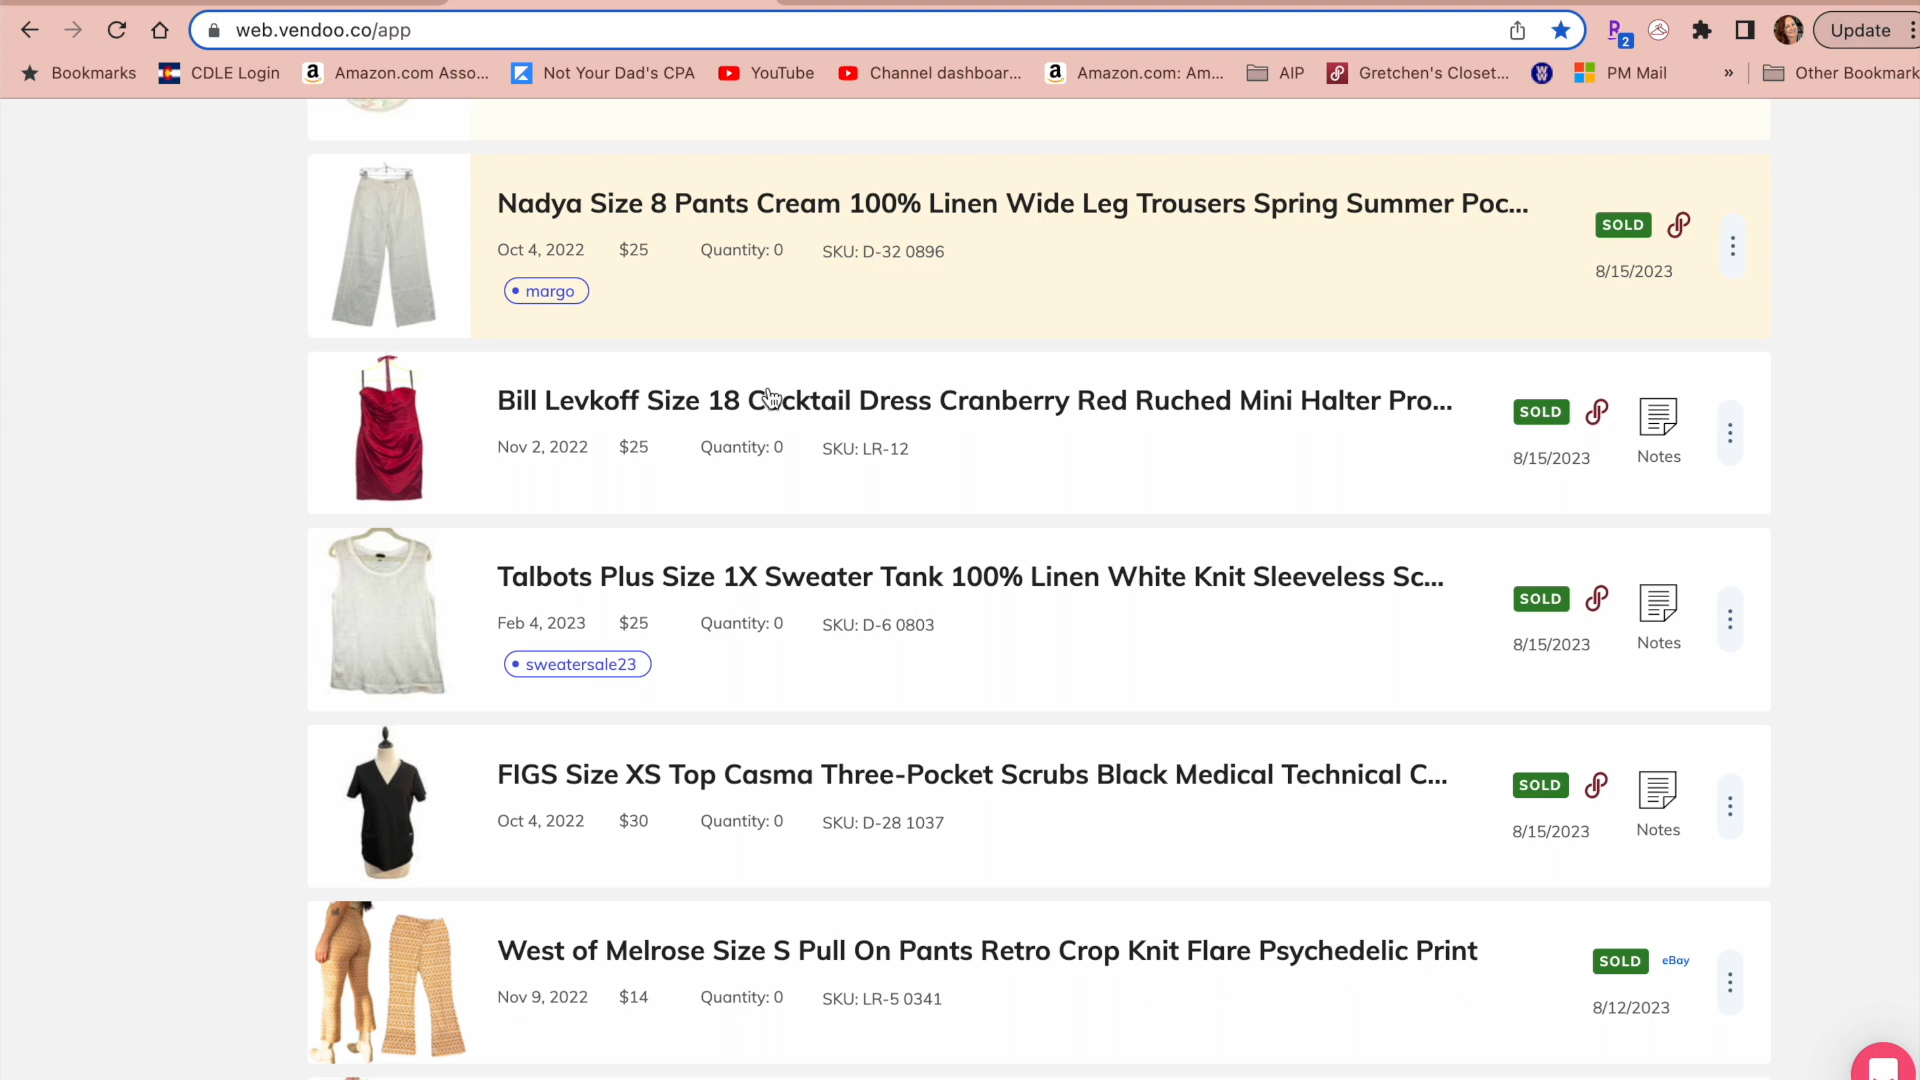 web.vendoo.co/app
2
Update
Bookmarks
CDLE Login
a
Amazon.com Asso...
Not Your Dad's CPA
YouTube
Channel dashboar...
a
Amazon.com: Am...
AIP
Gretchen's Closet...
W
PM Mail
»
Other Bookmark
Nadya Size 8 Pants Cream 100% Linen Wide Leg Trousers Spring Summer Poc...
SOLD
Oct 4, 2022 $25 Quantity: 0 SKU: D-32 0896
8/15/2023
margo
Bill Levkoff Size 18 Cocktail Dress Cranberry Red Ruched Mini Halter Pro...
SOLD
Nov 2, 2022 $25 Quantity: 0 SKU: LR-12
8/15/2023
Notes
Talbots Plus Size 1X Sweater Tank 100% Linen White Knit Sleeveless Sc...
SOLD
Feb 4, 2023 $25 Quantity: 0 SKU: D-6 0803
8/15/2023
Notes
sweatersale23
FIGS Size XS Top Casma Three-Pocket Scrubs Black Medical Technical C...
SOLD
Oct 4, 2022 $30 Quantity: 0 SKU: D-28 1037
8/15/2023
Notes
West of Melrose Size S Pull On Pants Retro Crop Knit Flare Psychedelic Print
SOLD
eBay
Nov 9, 2022 $14 Quantity: 0 SKU: LR-5 0341
8/12/2023